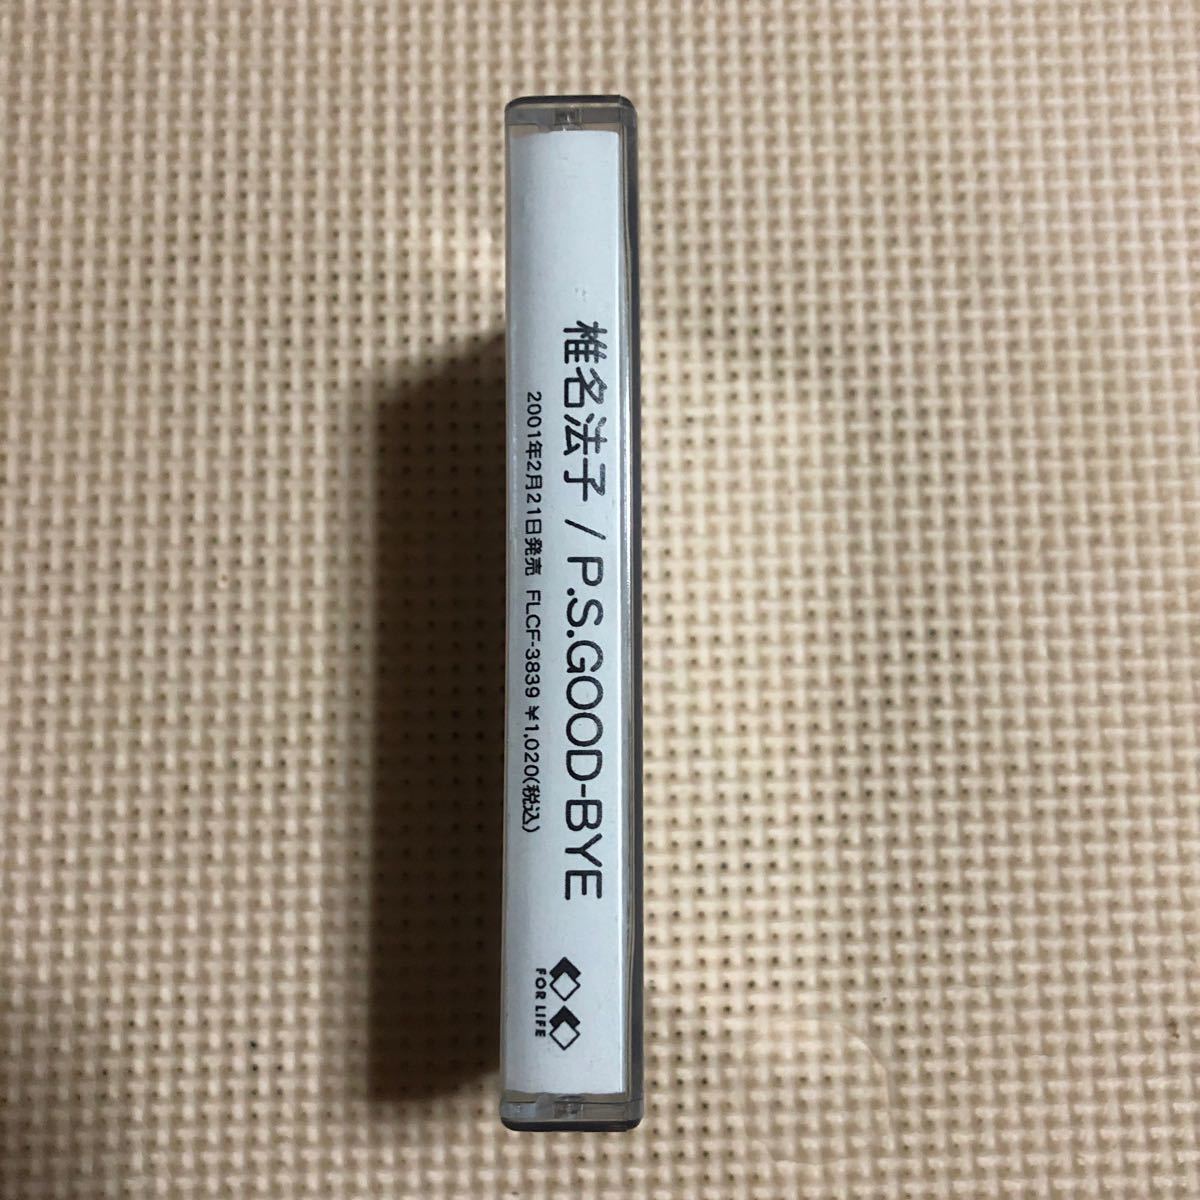 椎名法子 / P.S.GOOD-BYE
2001年2月21日発売 FLCF-3839 ¥1,020(税込)
FOR LIFE